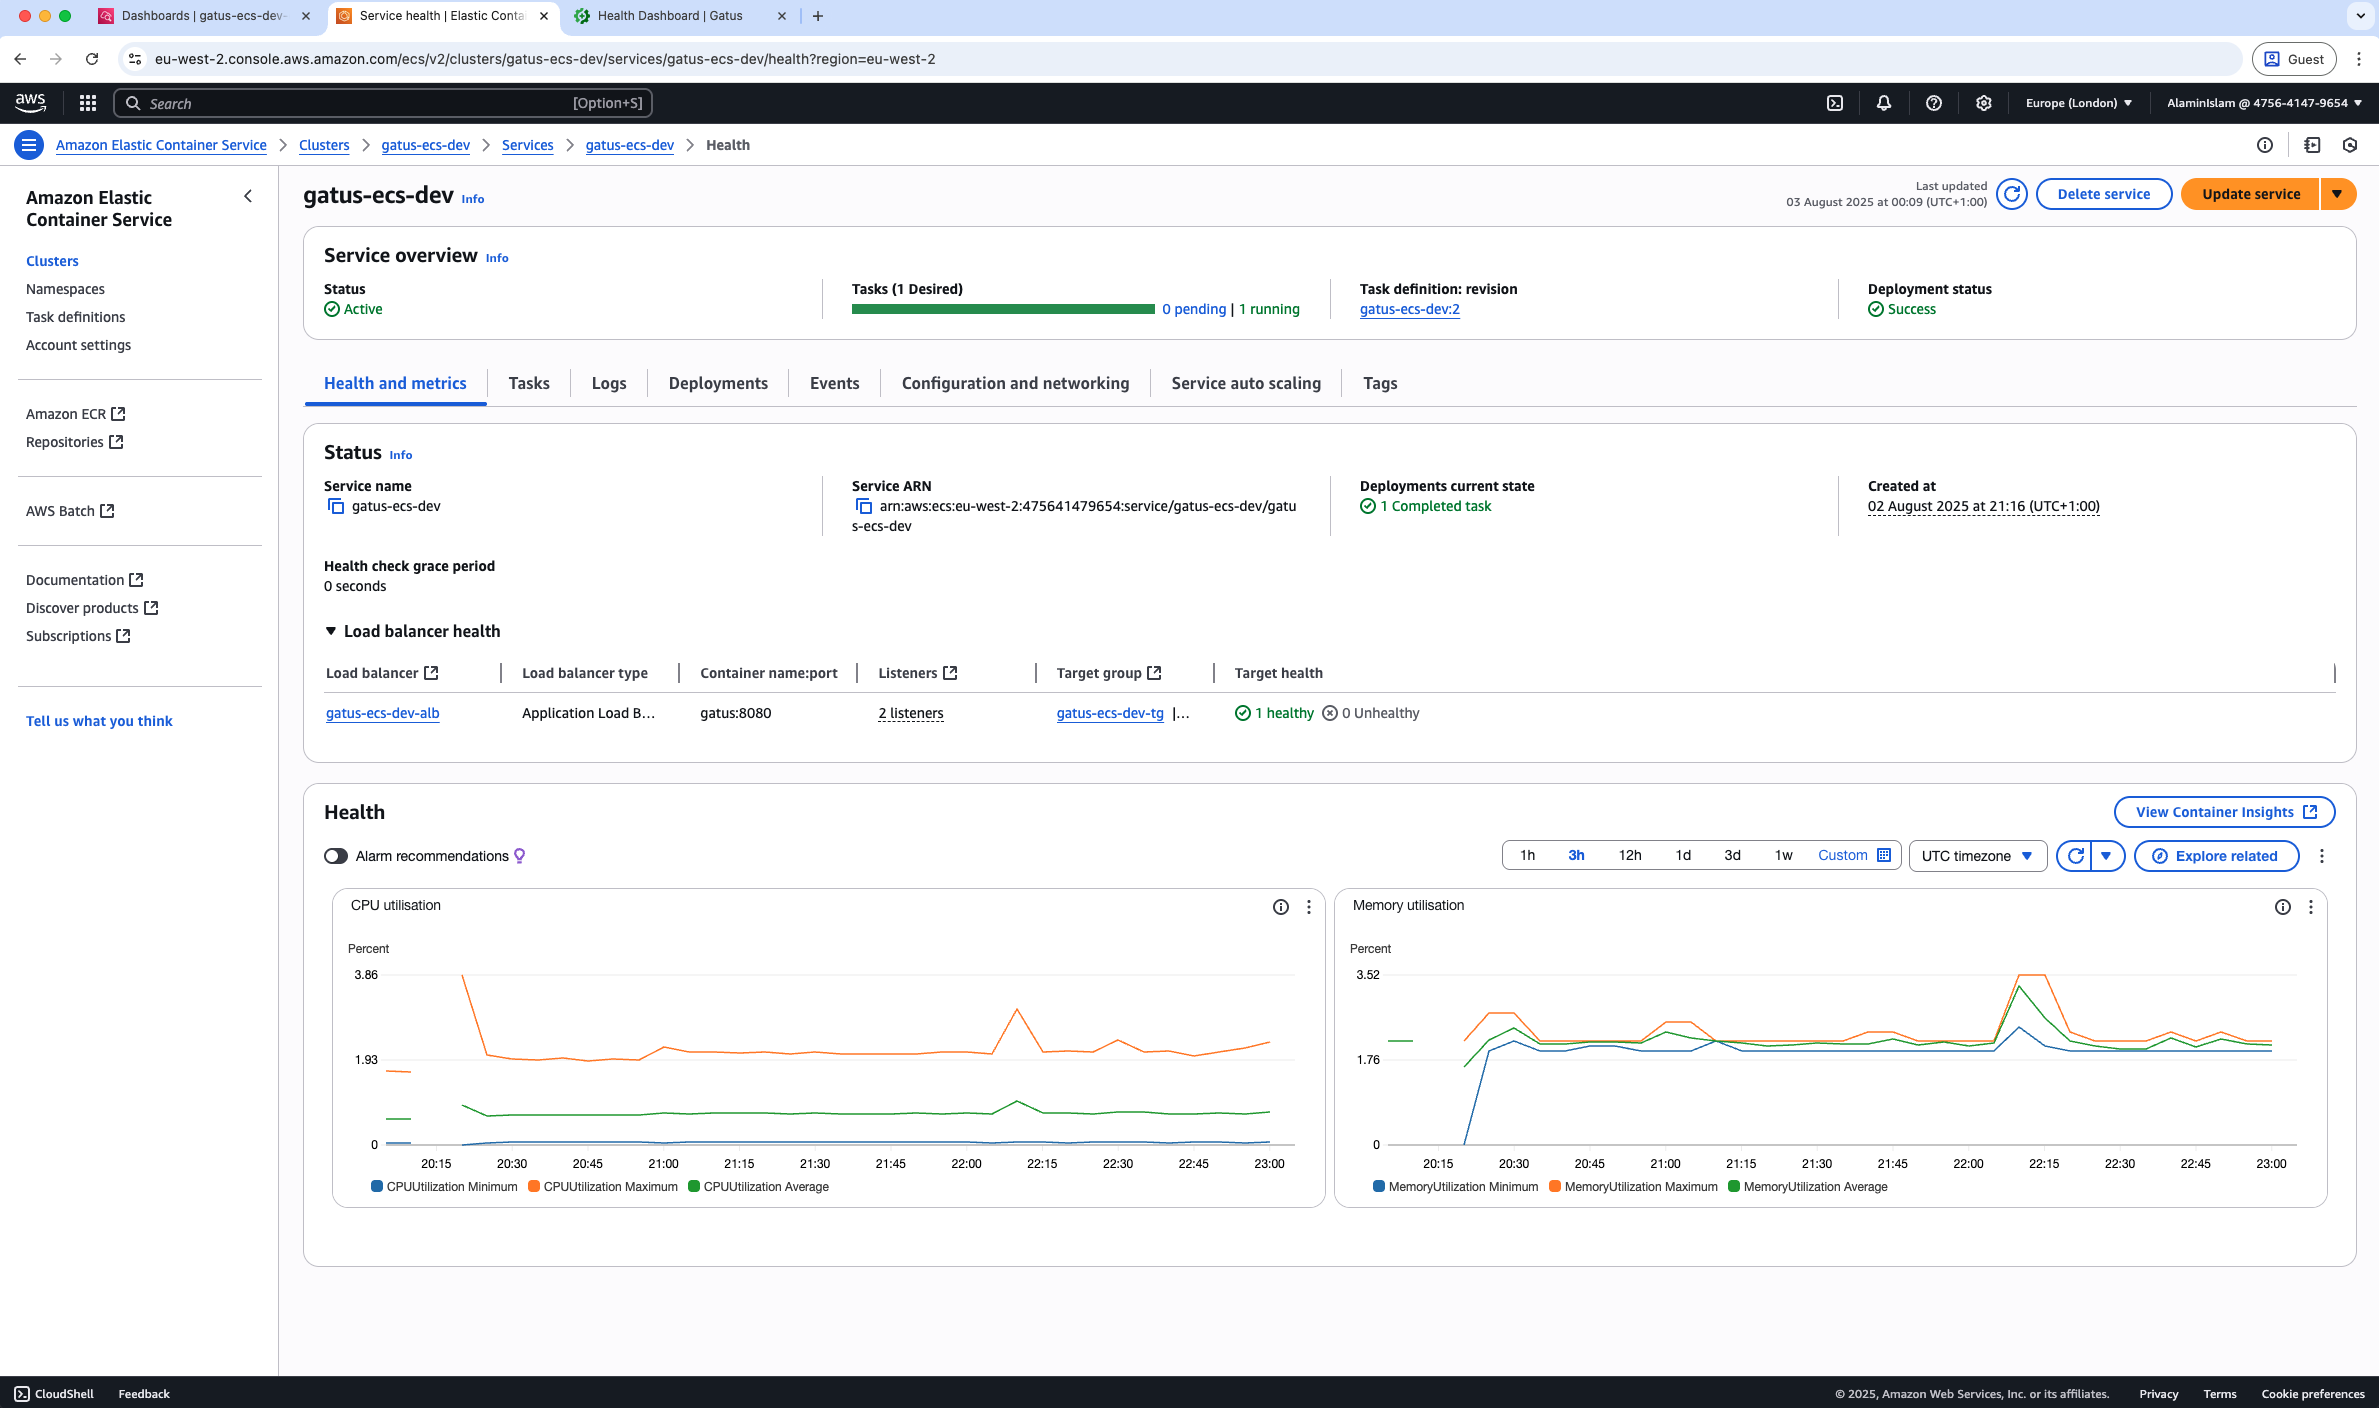 Dashboards | gatus-ecs-dev-
Service health | Elastic Contai
Health Dashboard | Gatus
eu-west-2.console.aws.amazon.com/ecs/v2/clusters/gatus-ecs-dev/services/gatus-ecs-dev/health?region=eu-west-2
Guest
aws
Search
[Option+S]
Europe (London)
AlaminIslam @ 4756-4147-9654
Amazon Elastic Container Service
Clusters
gatus-ecs-dev
Services
gatus-ecs-dev
Health
Amazon Elastic
Container Service
Clusters
Namespaces
Task definitions
Account settings
Amazon ECR
Repositories
AWS Batch
Documentation
Discover products
Subscriptions
Tell us what you think
gatus-ecs-dev Info
Last updated
03 August 2025 at 00:09 (UTC+1:00)
Delete service
Update service
Service overview Info
Status
Active
Tasks (1 Desired)
0 pending | 1 running
Task definition: revision
gatus-ecs-dev:2
Deployment status
Success
Health and metrics
Tasks
Logs
Deployments
Events
Configuration and networking
Service auto scaling
Tags
Status Info
Service name
gatus-ecs-dev
Service ARN
arn:aws:ecs:eu-west-2:475641479654:service/gatus-ecs-dev/gatu
s-ecs-dev
Deployments current state
1 Completed task
Created at
02 August 2025 at 21:16 (UTC+1:00)
Health check grace period
0 seconds
Load balancer health
Load balancer
Load balancer type
Container name:port
Listeners
Target group
Target health
gatus-ecs-dev-alb
Application Load B...
gatus:8080
2 listeners
gatus-ecs-dev-tg |...
1 healthy
0 Unhealthy
Health
View Container Insights
Alarm recommendations
1h
3h
12h
1d
3d
1w
Custom
UTC timezone
Explore related
CPU utilisation
Percent
3.86
1.93
0
20:15
20:30
20:45
21:00
21:15
21:30
21:45
22:00
22:15
22:30
22:45
23:00
CPUUtilization Minimum
CPUUtilization Maximum
CPUUtilization Average
Memory utilisation
Percent
3.52
1.76
0
20:15
20:30
20:45
21:00
21:15
21:30
21:45
22:00
22:15
22:30
22:45
23:00
MemoryUtilization Minimum
MemoryUtilization Maximum
MemoryUtilization Average
CloudShell
Feedback
© 2025, Amazon Web Services, Inc. or its affiliates.
Privacy
Terms
Cookie preferences